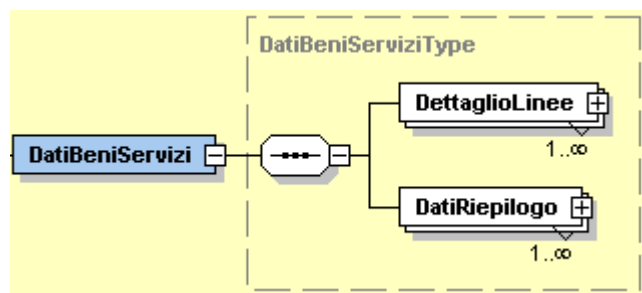 DatiBeniServiziType
DettaglioLinee
1..∞
DatiBeniServizi
DatiRiepilogo
1..∞